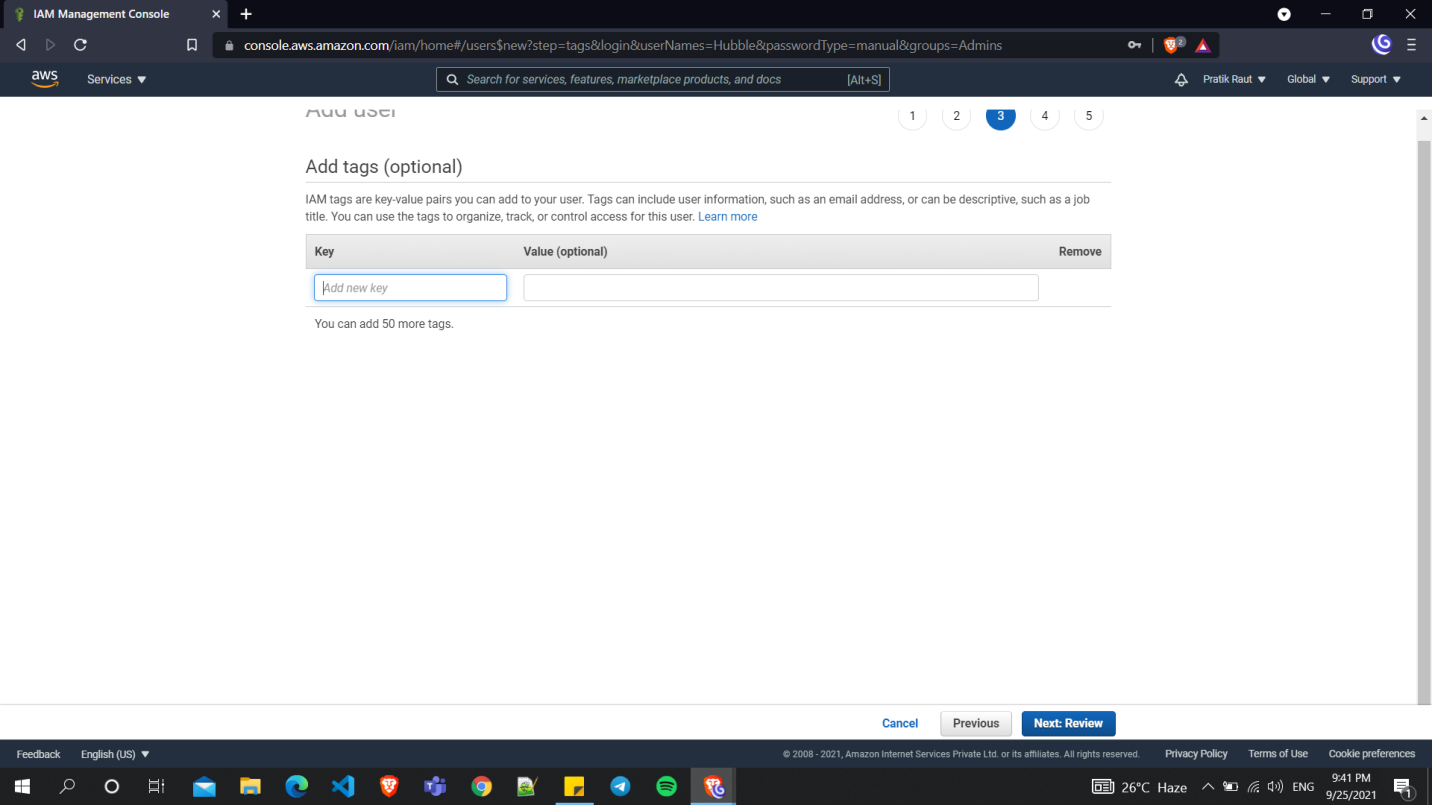 IAM Management Console
console.aws.amazon.com/iam/home#/users$new?step=tags&login&userNames=Hubble&passwordType=manual&groups=Admins
2
aws
Services
Search for services, features, marketplace products, and docs
[Alt+S]
Pratik Raut
Global
Support
Add user
1 2 3 4 5
Add tags (optional)
IAM tags are key-value pairs you can add to your user. Tags can include user information, such as an email address, or can be descriptive, such as a job
title. You can use the tags to organize, track, or control access for this user. Learn more
Key Value (optional) Remove
Add new key
You can add 50 more tags.
Cancel Previous Next: Review
Feedback English (US) © 2008 - 2021, Amazon Internet Services Private Ltd. or its affiliates. All rights reserved. Privacy Policy Terms of Use Cookie preferences
26°C Haze ENG
9:41 PM
9/25/2021
1